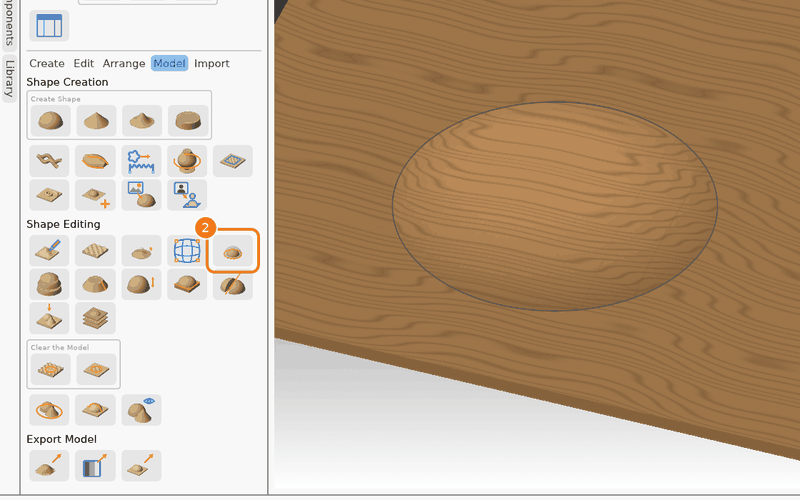 ponents
Library
Create Edit Arrange Model Import
Shape Creation
Create Shape
Shape Editing
2
Clear the Model
Export Model